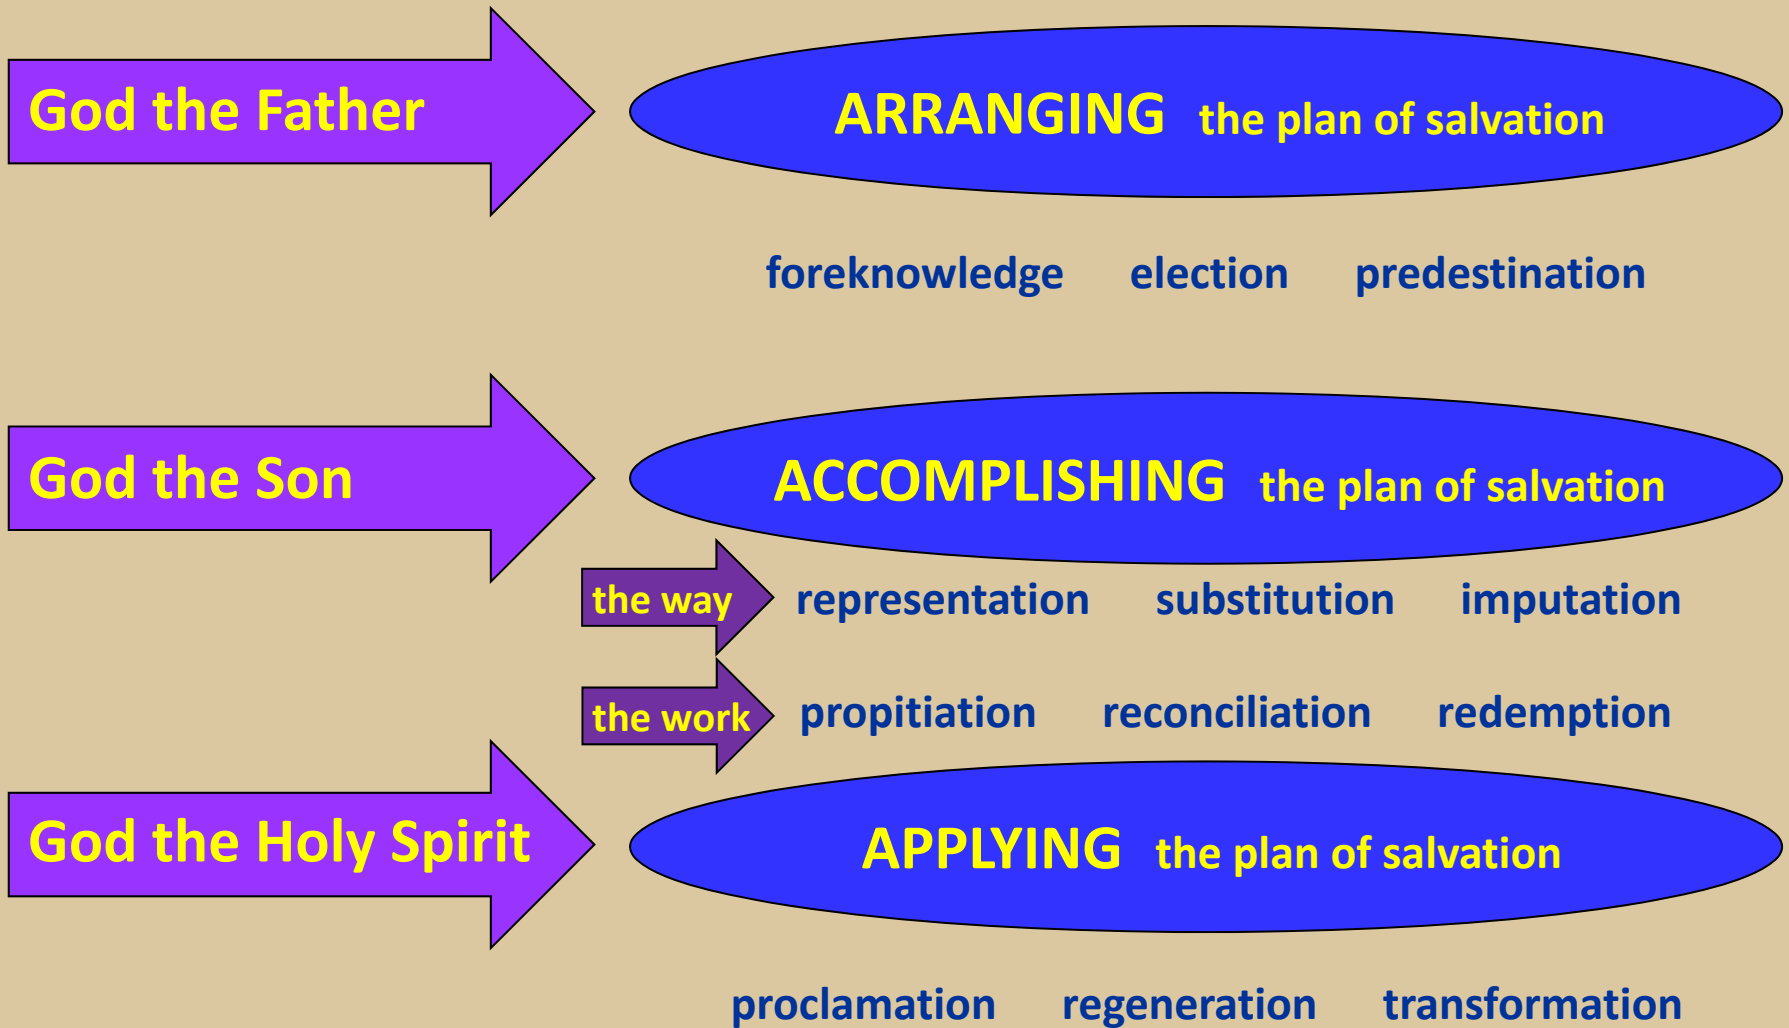 God the Father
ARRANGING the plan of salvation
foreknowledge election predestination
God the Son
ACCOMPLISHING the plan of salvation
the way
representation substitution imputation
the work
propitiation reconciliation redemption
God the Holy Spirit
APPLYING the plan of salvation
proclamation regeneration transformation